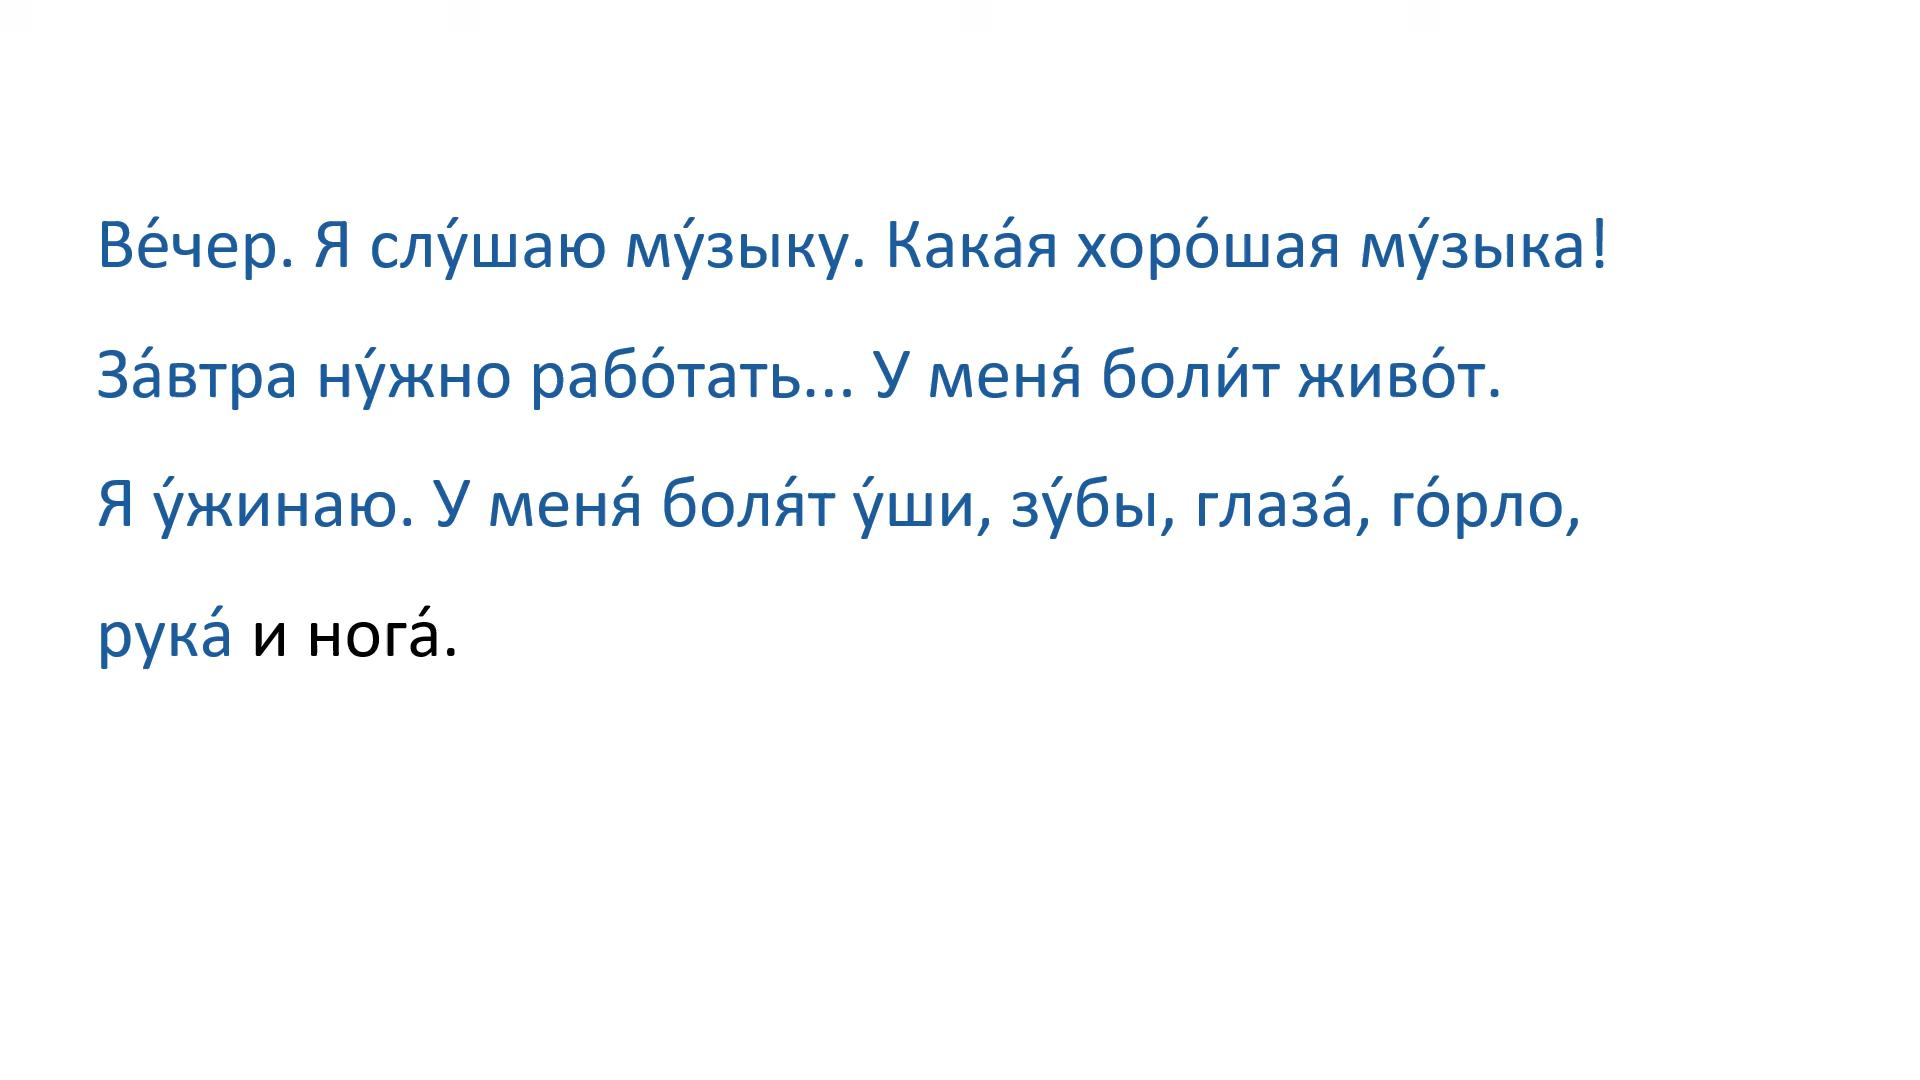 Ве́чер. Я слу́шаю му́зыку. Кака́я хоро́шая му́зыка!
За́втра ну́жно рабо́тать... У меня́ боли́т живо́т.
Я у́жинаю. У меня́ боля́т у́ши, зу́бы, глаза́, го́рло,
рука́ и нога́.